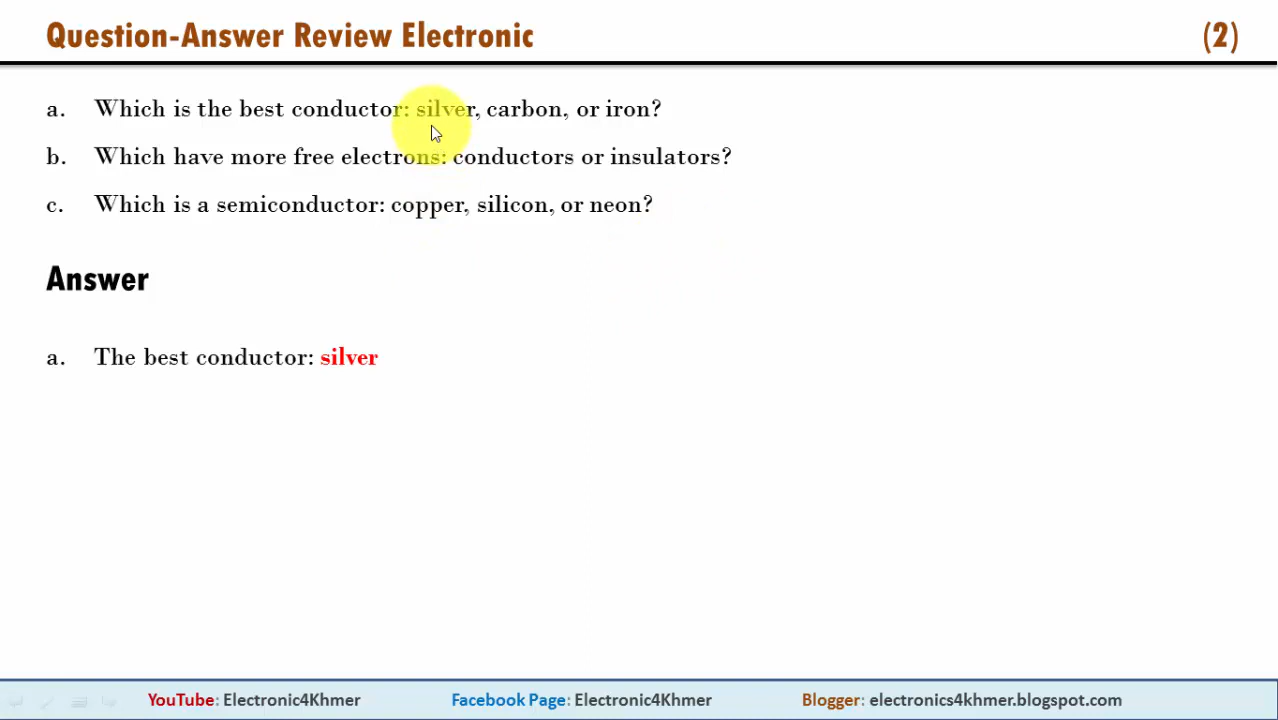 Question-Answer Review Electronic (2)
a. Which is the best conductor: silver, carbon, or iron?
b. Which have more free electrons: conductors or insulators?
c. Which is a semiconductor: copper, silicon, or neon?
Answer
a. The best conductor: silver
YouTube: Electronic4Khmer Facebook Page: Electronic4Khmer Blogger: electronics4khmer.blogspot.com